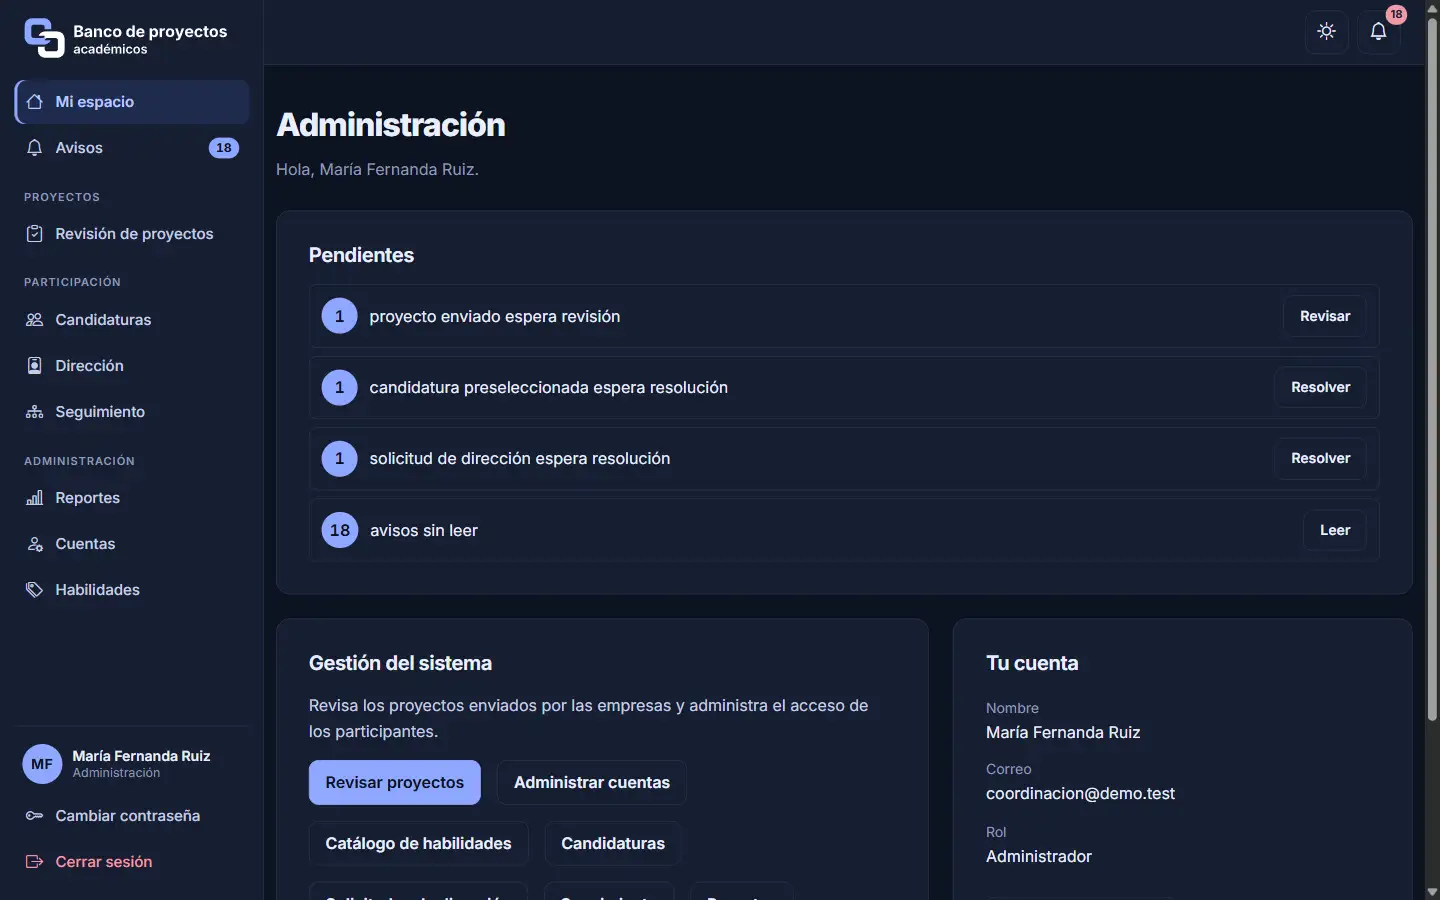 Banco de proyectos
académicos
18
Mi espacio
Avisos
18
PROYECTOS
Revisión de proyectos
PARTICIPACIÓN
Candidaturas
Dirección
Seguimiento
ADMINISTRACIÓN
Reportes
Cuentas
Habilidades
MF
María Fernanda Ruiz
Administración
Cambiar contraseña
Cerrar sesión
Administración
Hola, María Fernanda Ruiz.
Pendientes
1 proyecto enviado espera revisión
Revisar
1 candidatura preseleccionada espera resolución
Resolver
1 solicitud de dirección espera resolución
Resolver
18 avisos sin leer
Leer
Gestión del sistema
Revisa los proyectos enviados por las empresas y administra el acceso de
los participantes.
Revisar proyectos
Administrar cuentas
Catálogo de habilidades
Candidaturas
Tu cuenta
Nombre
María Fernanda Ruiz
Correo
coordinacion@demo.test
Rol
Administrador